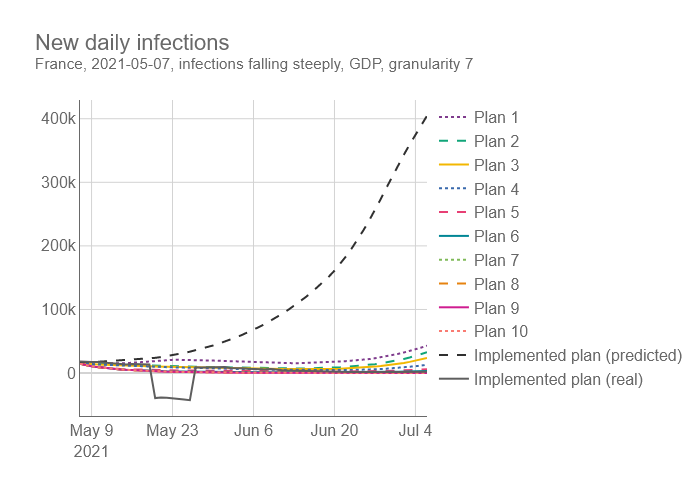 New daily infections
France, 2021-05-07, infections falling steeply, GDP, granularity 7
400k
300k
200k
100k
0
May 9
2021
May 23
Jun 6
Jun 20
Jul 4
Plan 1
Plan 2
Plan 3
Plan 4
Plan 5
Plan 6
Plan 7
Plan 8
Plan 9
Plan 10
Implemented plan (predicted)
Implemented plan (real)